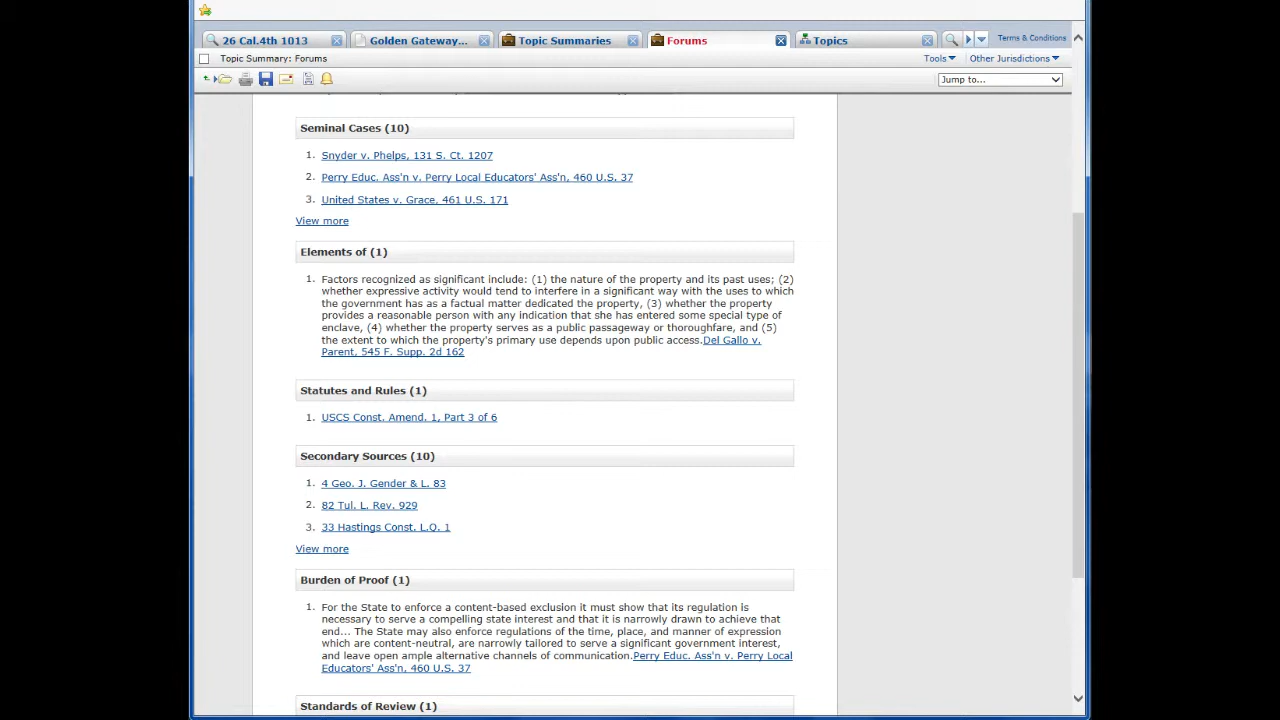 26 Cal.4th 1013
Golden Gateway...
Topic Summaries
Forums
Topics
Terms & Conditions
Topic Summary: Forums
Tools
Other Jurisdictions
Jump to...
Seminal Cases (10)
1. Snyder v. Phelps, 131 S. Ct. 1207
2. Perry Educ. Ass'n v. Perry Local Educators' Ass'n, 460 U.S. 37
3. United States v. Grace, 461 U.S. 171
View more
Elements of (1)
1. Factors recognized as significant include: (1) the nature of the property and its past uses; (2)
whether expressive activity would tend to interfere in a significant way with the uses to which
the government has as a factual matter dedicated the property, (3) whether the property
provides a reasonable person with any indication that she has entered some special type of
enclave, (4) whether the property serves as a public passageway or thoroughfare, and (5)
the extent to which the property's primary use depends upon public access.Del Gallo v.
Parent, 545 F. Supp. 2d 162
Statutes and Rules (1)
1. USCS Const. Amend. 1, Part 3 of 6
Secondary Sources (10)
1. 4 Geo. J. Gender & L. 83
2. 82 Tul. L. Rev. 929
3. 33 Hastings Const. L.Q. 1
View more
Burden of Proof (1)
1. For the State to enforce a content-based exclusion it must show that its regulation is
necessary to serve a compelling state interest and that it is narrowly drawn to achieve that
end... The State may also enforce regulations of the time, place, and manner of expression
which are content-neutral, are narrowly tailored to serve a significant government interest,
and leave open ample alternative channels of communication.Perry Educ. Ass'n v. Perry Local
Educators' Ass'n, 460 U.S. 37
Standards of Review (1)